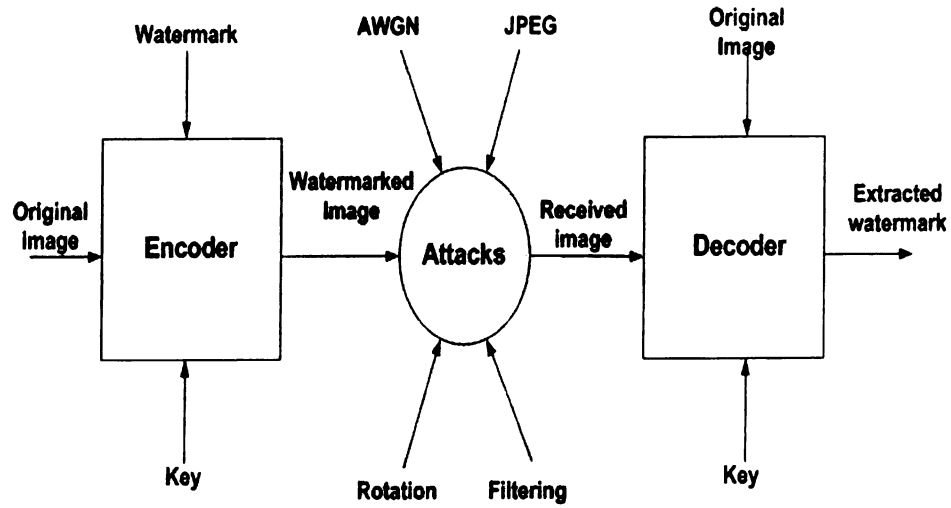 Watermark
AWGN
JPEG
Original
Image
Original
image
Encoder
Watermarked
Image
Attacks
Received
image
Decoder
Extracted
watermark
Key
Rotation
Filtering
Key